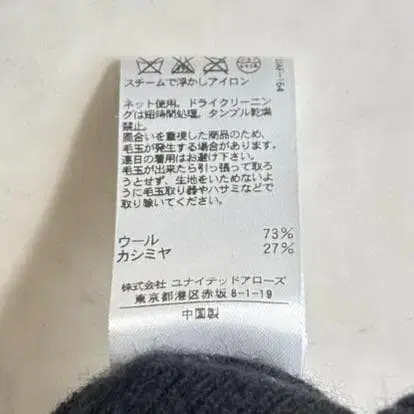 スチームで浮かしアイロン
ネット使用。ドライクリーニン
グは短時間処理。タンブル乾燥
禁止。
風合いを重視した商品のため、
毛玉が発生する場合があります。
連日の着用はお避け下さい。
毛玉が出来たら引っ張って取ろ
うとせず、生地をいためないよ
うに毛玉取り器やハサミなどで
取り除いてください。
ウール 73%
カシミヤ 27%
株式会社 ユナイテッドアローズ
東京都港区赤坂8-1-19
中国製